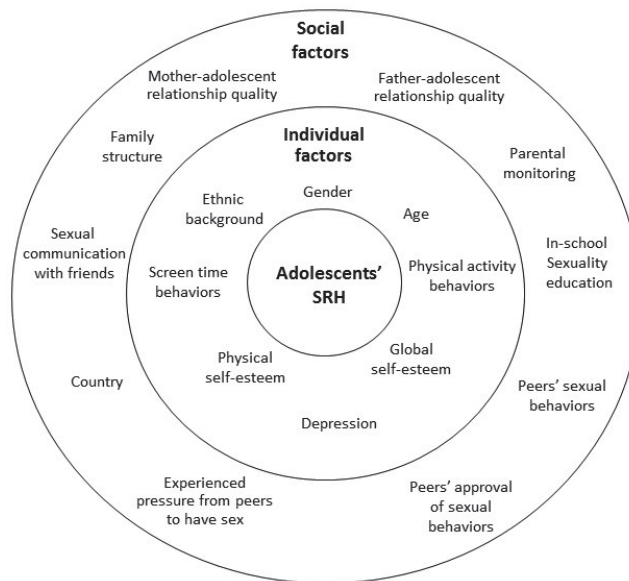 Social
factors
Mother-adolescent
relationship quality
Father-adolescent
relationship quality
Family
structure
Individual
factors
Parental
monitoring
Ethnic
background
Gender
Age
Sexual
communication
with friends
Screen time
behaviors
Adolescents’
SRH
Physical activity
behaviors
In-school
Sexuality
education
Physical
self-esteem
Global
self-esteem
Country
Peers’ sexual
behaviors
Depression
Experienced
pressure from peers
to have sex
Peers’ approval
of sexual
behaviors